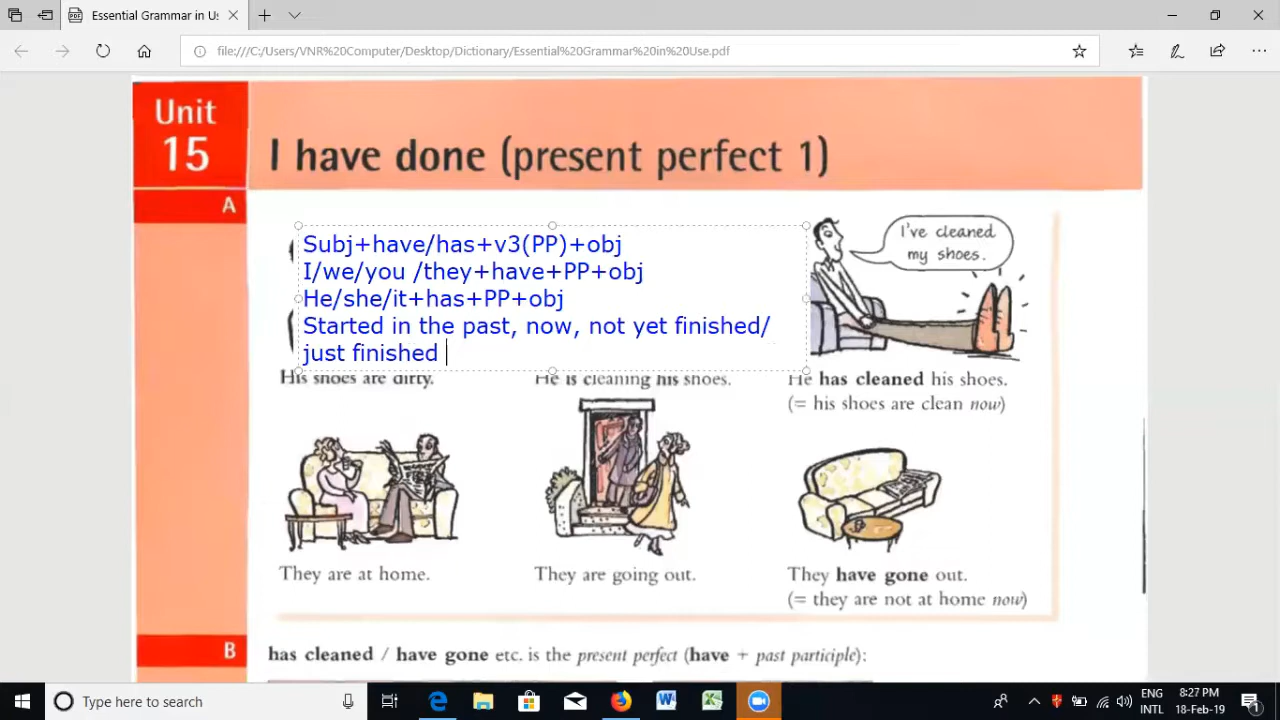 Essential Grammar in Us
file:///C:/Users/VNR%20Computer/Desktop/Dictionary/Essential%20Grammar%20in%20Use.pdf
Unit
15
I have done (present perfect 1)
A
Subj+have/has+v3(PP)+obj
I/we/you /they+have+PP+obj
He/she/it+has+PP+obj
Started in the past, now, not yet finished/
just finished
I've cleaned
my shoes.
His shoes are dirty.
He is cleaning his shoes.
He has cleaned his shoes.
(= his shoes are clean now)
They are at home.
They are going out.
They have gone out.
(= they are not at home now)
B
has cleaned / have gone etc. is the present perfect (have + past participle):
Type here to search
ENG
INTL
8:27 PM
18-Feb-19
1